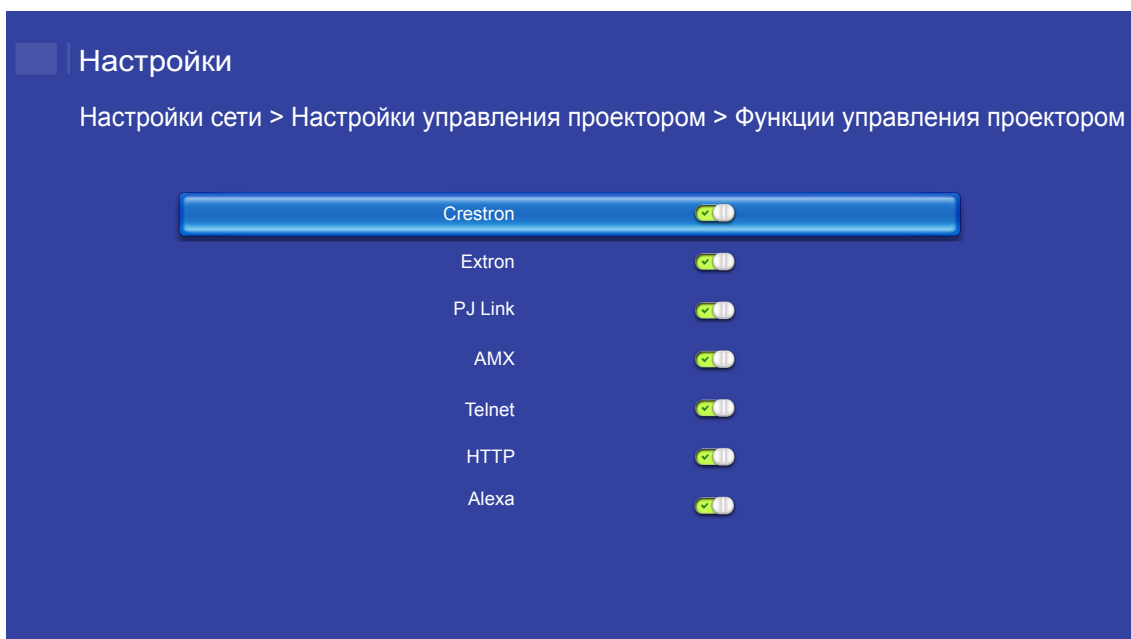 Настройки
Настройки сети > Настройки управления проектором > Функции управления проектором
Crestron
Extron
PJ Link
AMX
Telnet
HTTP
Alexa